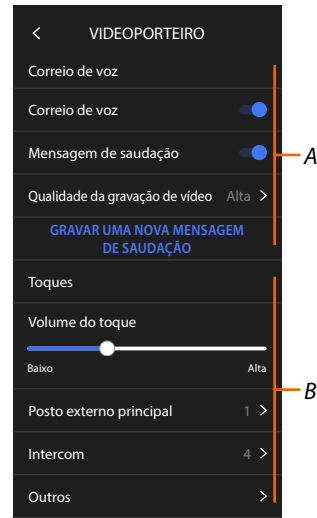 < VIDEOPORTEIRO
Correio de voz
Correio de voz
Mensagem de saudação
A
Qualidade da gravação de vídeo Alta >
GRAVAR UMA NOVA MENSAGEM
DE SAUDAÇÃO
Toques
Volume do toque
Baixo Alta
B
Posto externo principal 1 >
Intercom 4 >
Outros >